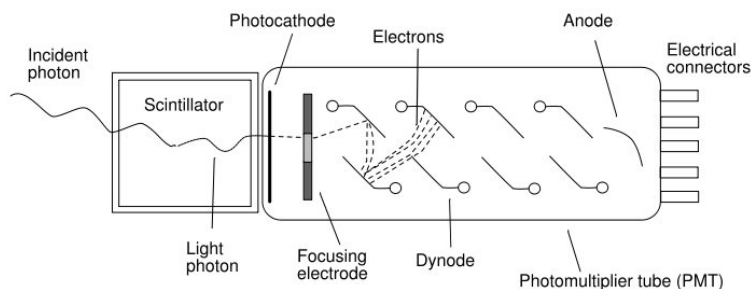 Photocathode
Anode
Incident
photon
Electrons
Electrical
connectors
Scintillator
Light
photon
Focusing
electrode
Dynode
Photomultiplier tube (PMT)